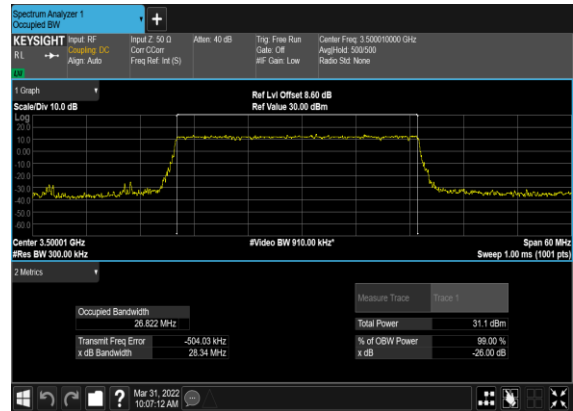 Spectrum Analyzer 1
Occupied BW
KEYSIGHT Input: RF Input Z: 50 Ω Atten: 40 dB Trig: Free Run Center Freq: 3.500010000 GHz
RL Coupling: DC Corr CCorr Gate: Off Avg|Hold: 500/500
Align: Auto Freq Ref: Int (S) #IF Gain: Low Radio Std: None
1 Graph
Ref Lvl Offset 8.60 dB
Scale/Div 10.0 dB Ref Value 30.00 dBm
Log
20.0
10.0
0.00
-10.0
-20.0
-30.0
-40.0
-50.0
-60.0
Center 3.50001 GHz #Video BW 910.00 kHz* Span 60 MHz
#Res BW 300.00 kHz Sweep 1.00 ms (1001 pts)
2 Metrics
Measure Trace Trace 1
Occupied Bandwidth
26.822 MHz Total Power 31.1 dBm
Transmit Freq Error -504.03 kHz % of OBW Power 99.00 %
x dB Bandwidth 28.34 MHz x dB -26.00 dB
Mar 31, 2022
10:07:12 AM